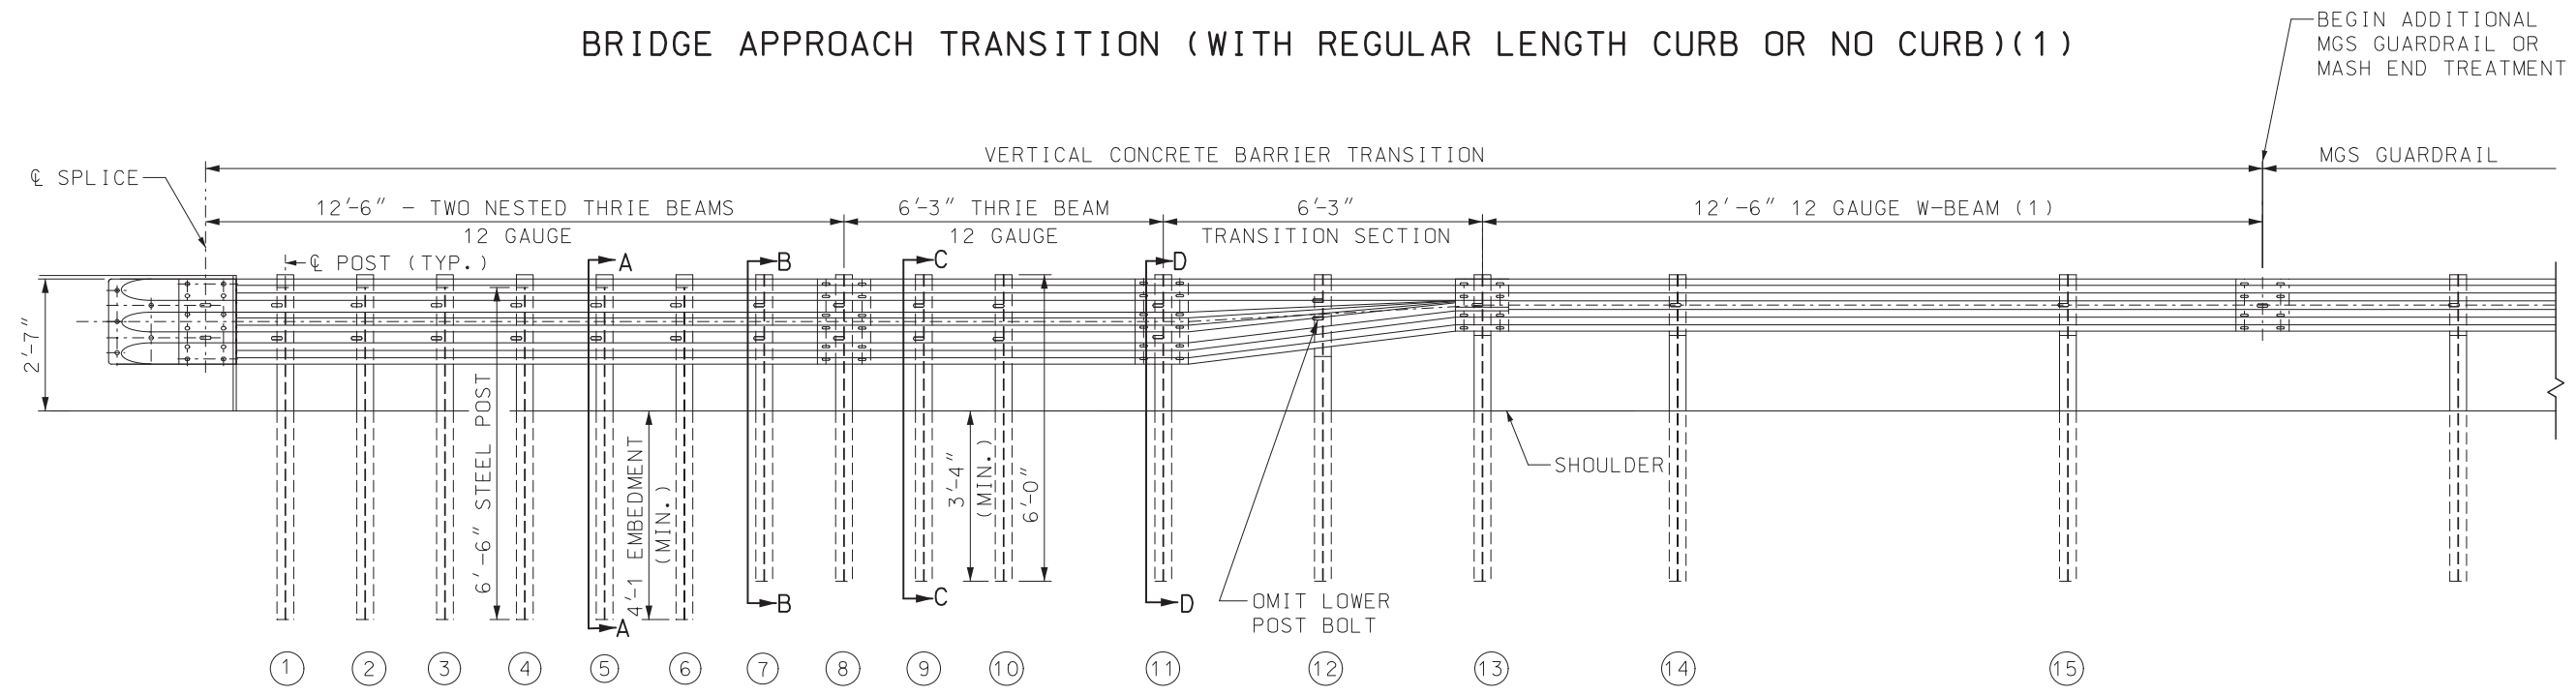 BRIDGE APPROACH TRANSITION (WITH REGULAR LENGTH CURB OR NO CURB)(1)
BEGIN ADDITIONAL
MGS GUARDRAIL OR
MASH END TREATMENT
VERTICAL CONCRETE BARRIER TRANSITION
MGS GUARDRAIL
℄ SPLICE
12'-6" - TWO NESTED THRIE BEAMS
12 GAUGE
6'-3" THRIE BEAM
12 GAUGE
6'-3"
TRANSITION SECTION
12'-6" 12 GAUGE W-BEAM (1)
℄ POST (TYP.)
A
B
C
D
2'-7"
6'-6" STEEL POST
4'-1 EMBEDMENT
(MIN.)
3'-4"
(MIN.)
6'-0"
SHOULDER
OMIT LOWER
POST BOLT
A
B
C
D
1
2
3
4
5
6
7
8
9
10
11
12
13
14
15